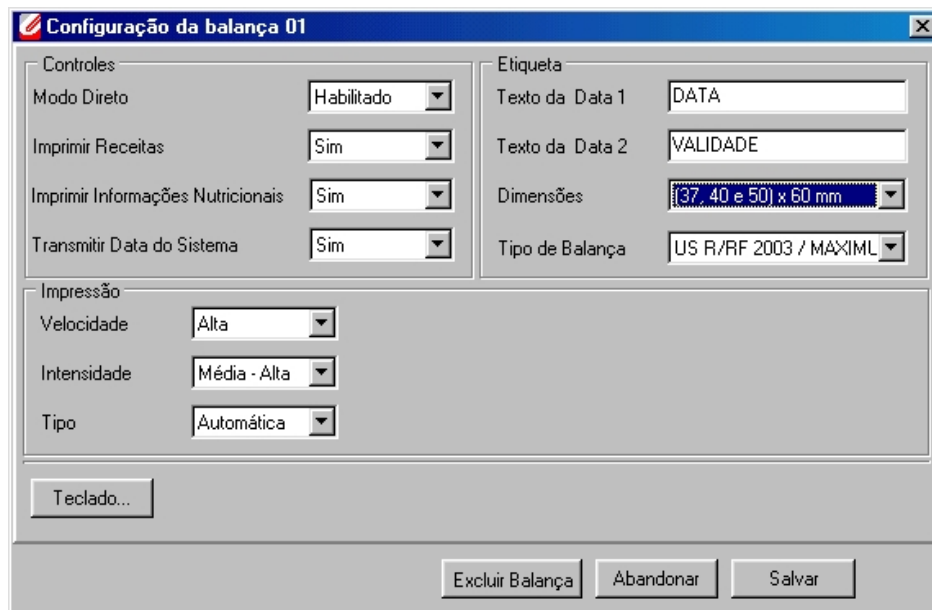 Configuração da balança 01
Controles
Modo Direto
Habilitado
Imprimir Receitas
Sim
Imprimir Informações Nutricionais
Sim
Transmitir Data do Sistema
Sim
Etiqueta
Texto da Data 1
DATA
Texto da Data 2
VALIDADE
Dimensões
(37, 40 e 50) x 60 mm
Tipo de Balança
US R/RF 2003 / MAXIMU
Impressão
Velocidade
Alta
Intensidade
Média - Alta
Tipo
Automática
Teclado...
Excluir Balança
Abandonar
Salvar